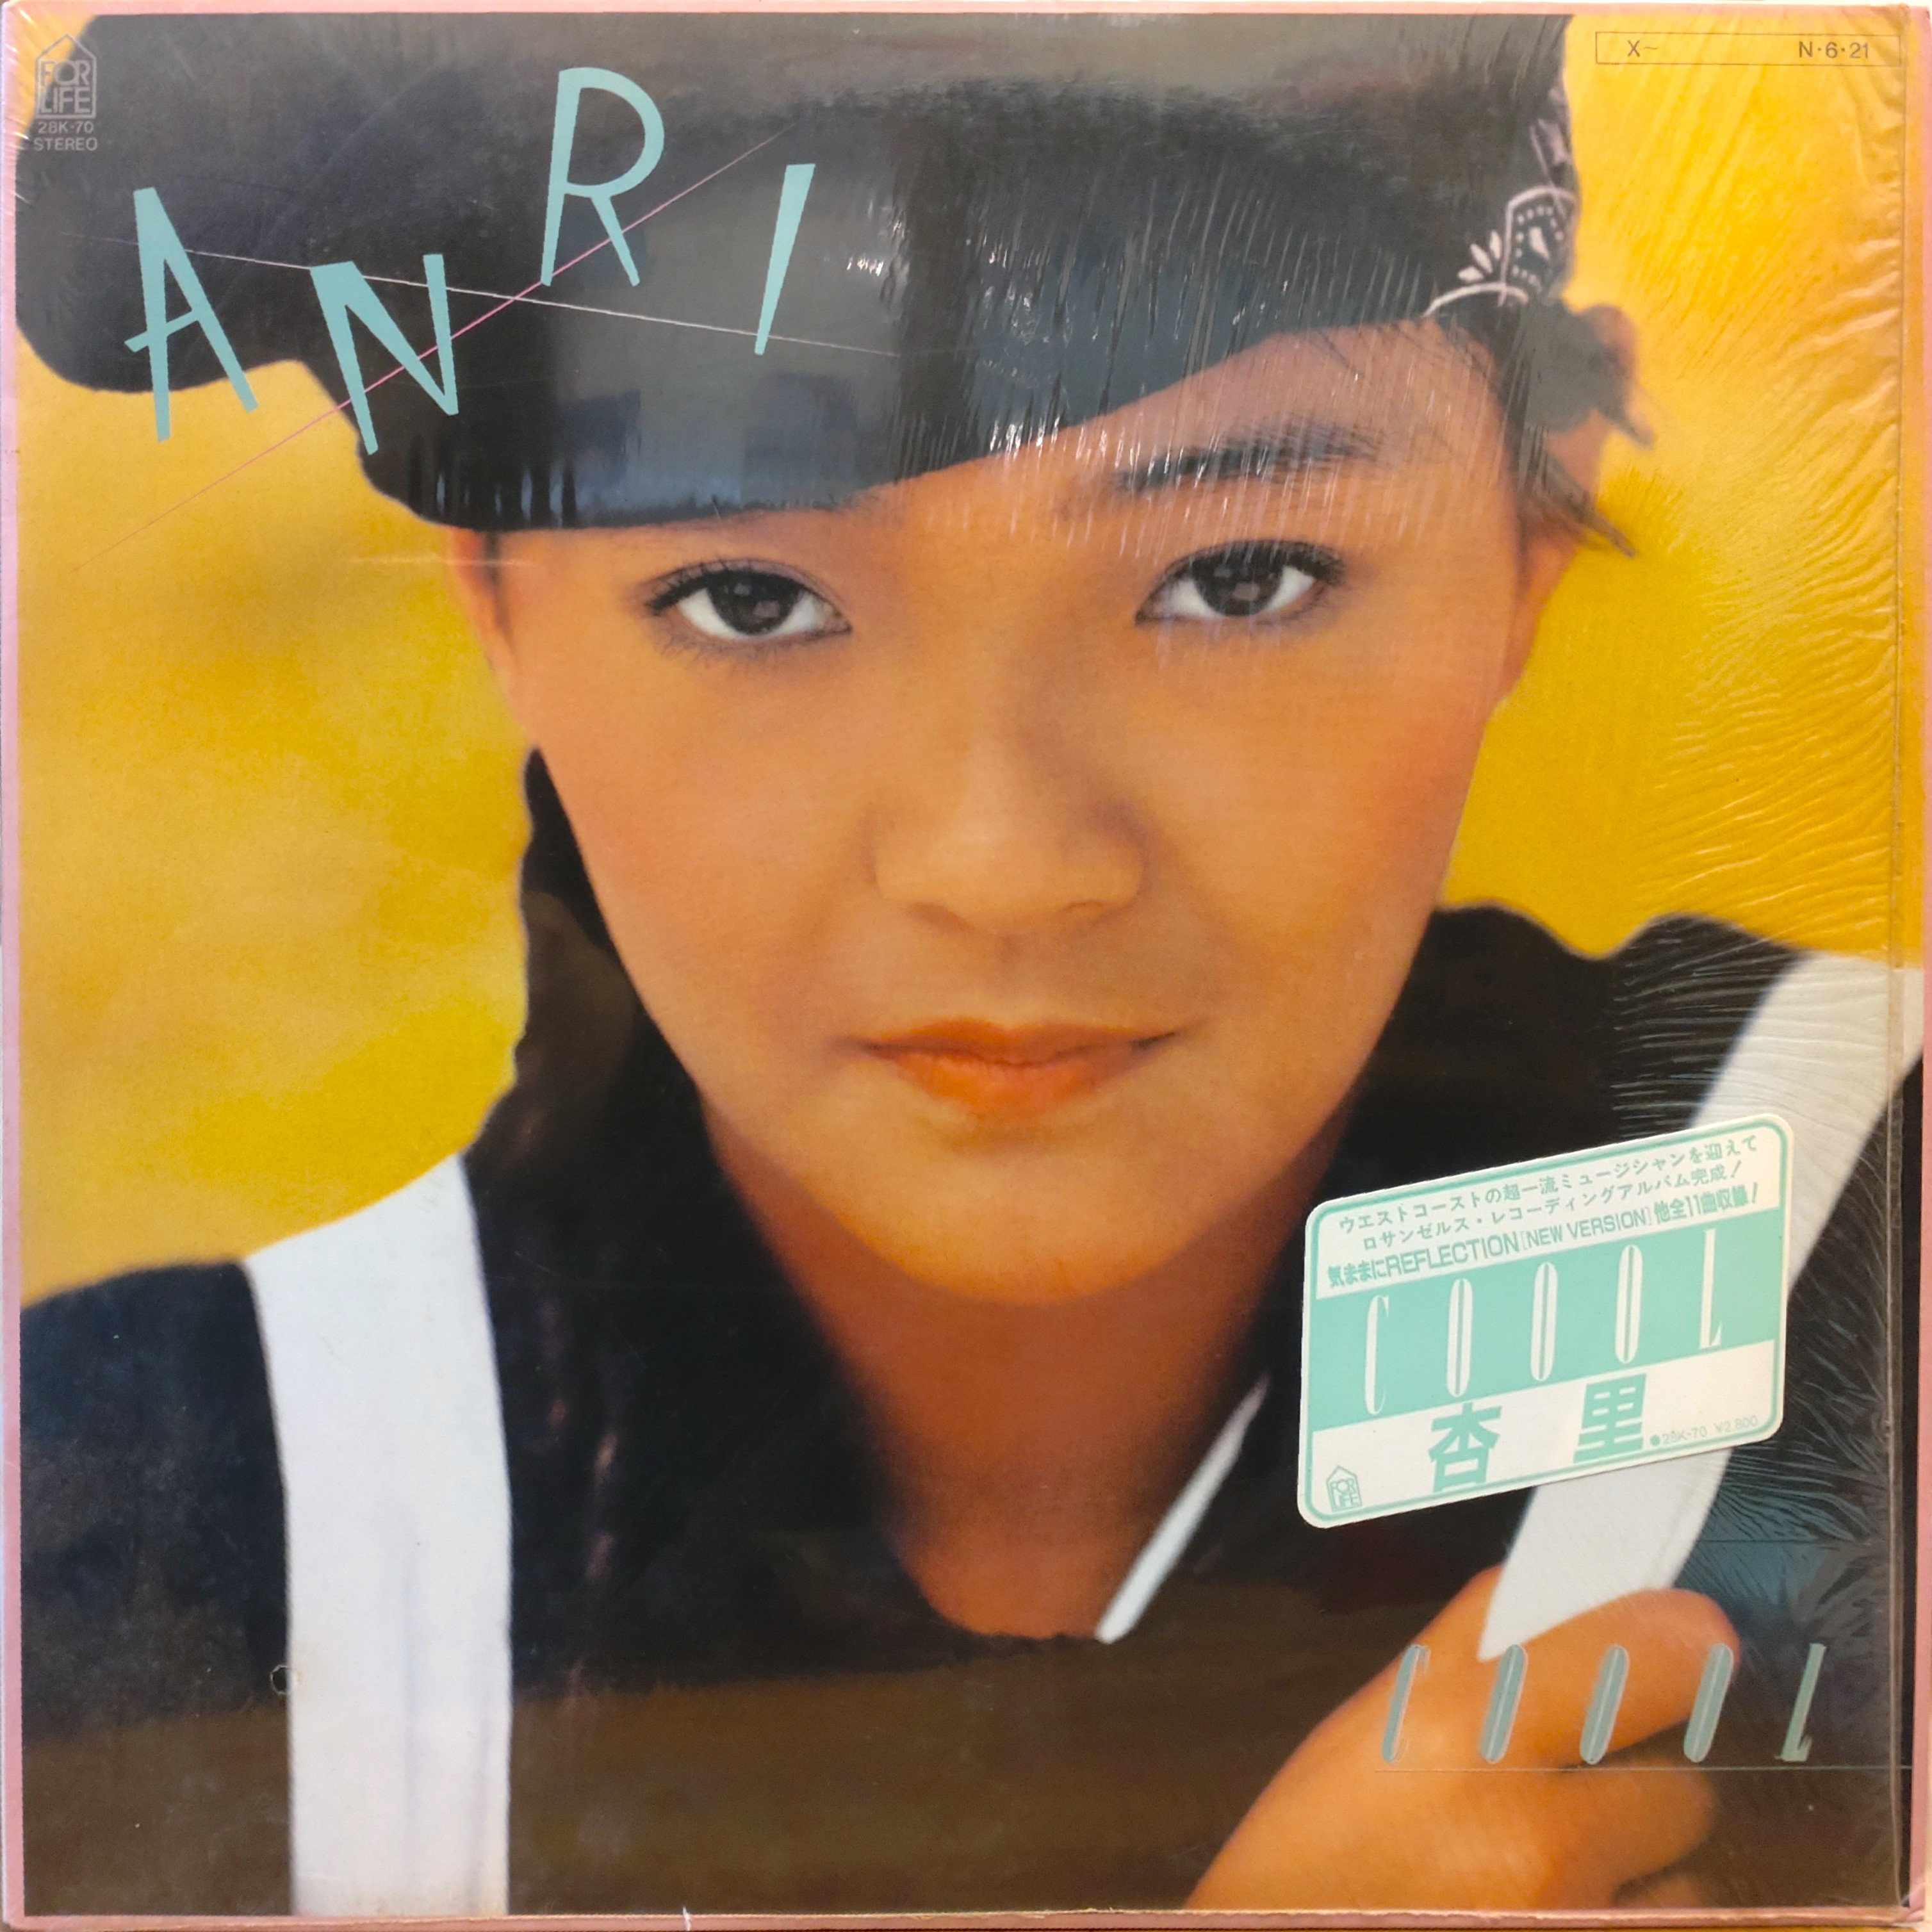 FOR
LIFE
28K-70
STEREO
X～ N・6・21
ANRI
ウエストコーストの超一流ミュージシャンを迎えて
ロサンゼルス・レコーディングアルバム完成！
気ままにREFLECTION[NEW VERSION]他全11曲収録！
COOOL
杏里
●28K-70 ¥2,800
FOR
LIFE
COOOL